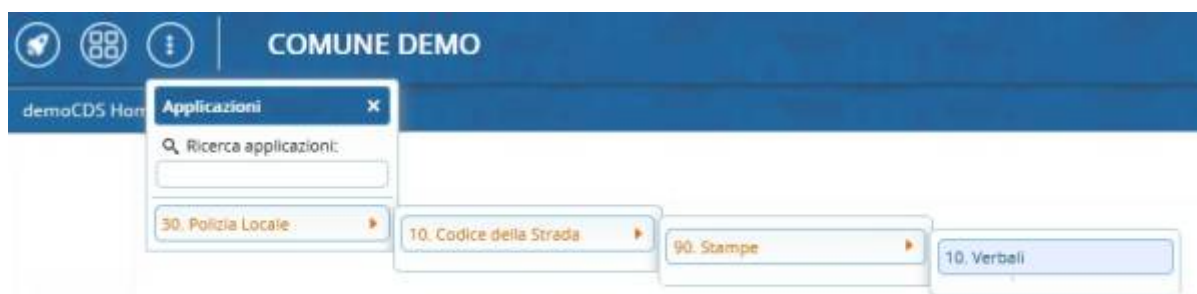 COMUNE DEMO
demoCDS Hom
Applicazioni
Ricerca applicazioni:
30. Polizia Locale
10. Codice della Strada
90. Stampe
10. Verbali